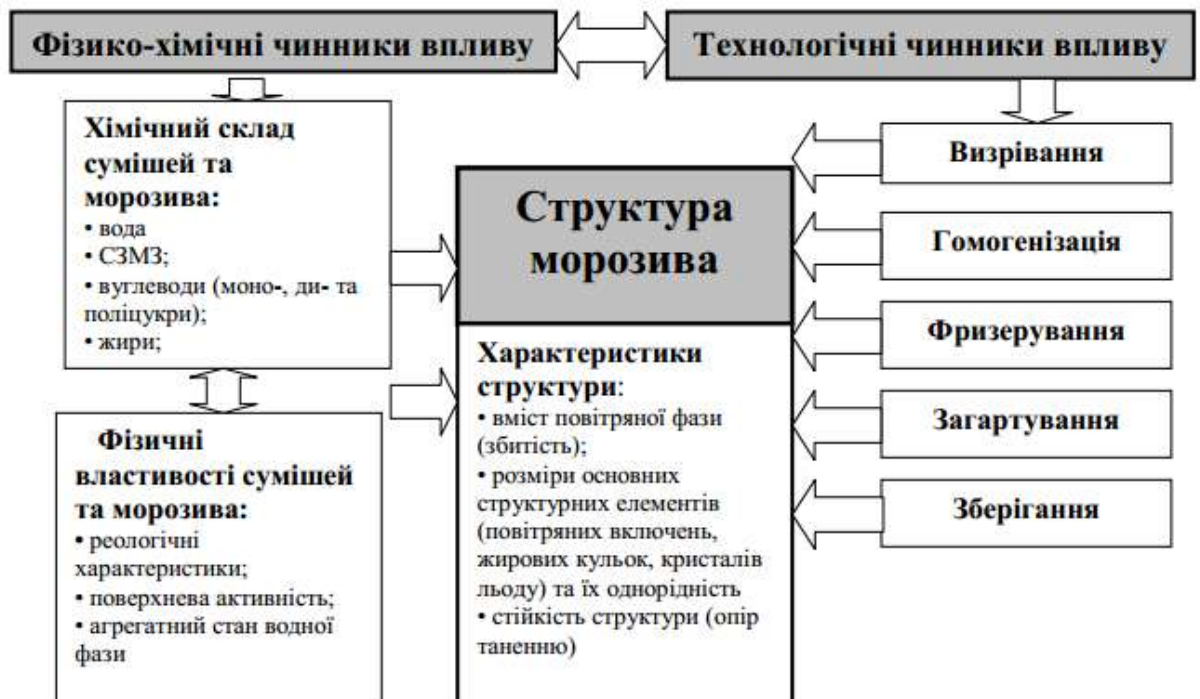 Фізико-хімічні чинники впливу
Технологічні чинники впливу
Хімічний склад
сумішей та
морозива:
• вода
• СЗМЗ;
• вуглеводи (моно-, ди- та
поліцукри);
• жири;
Фізичні
властивості сумішей
та морозива:
• реологічні
характеристики;
• поверхнева активність;
• агрегатний стан водної
фази
Структура
морозива
Характеристики
структури:
• вміст повітряної фази
(збитість);
• розміри основних
структурних елементів
(повітряних включень,
жирових кульок, кристалів
льоду) та їх однорідність
• стійкість структури (опір
таненню)
Визрівання
Гомогенізація
Фризерування
Загартування
Зберігання